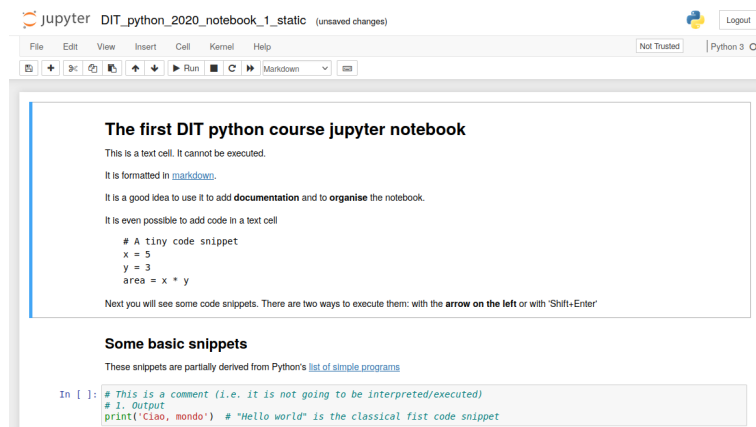 jupyter DIT_python_2020_notebook_1_static (unsaved changes) Logout
File Edit View Insert Cell Kernel Help Not Trusted Python 3
Run Markdown
The first DIT python course jupyter notebook
This is a text cell. It cannot be executed.
It is formatted in markdown.
It is a good idea to use it to add documentation and to organise the notebook.
It is even possible to add code in a text cell
# A tiny code snippet
x = 5
y = 3
area = x * y
Next you will see some code snippets. There are two ways to execute them: with the arrow on the left or with 'Shift+Enter'
Some basic snippets
These snippets are partially derived from Python's list of simple programs
In [ ]: # This is a comment (i.e. it is not going to be interpreted/executed)
# 1. Output
print('Ciao, mondo') # "Hello world" is the classical fist code snippet